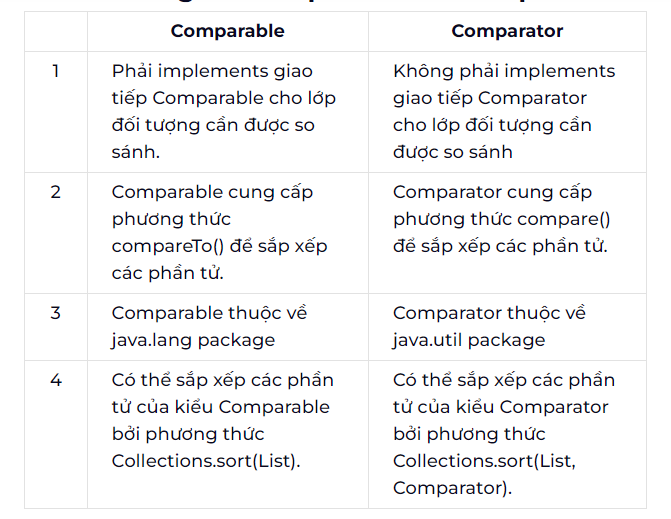 Comparable Comparator
1 Phải implements giao Không phải implements
tiếp Comparable cho lớp giao tiếp Comparator
đối tượng cần được so cho lớp đối tượng cần
sánh. được so sánh
2 Comparable cung cấp Comparator cung cấp
phương thức phương thức compare()
compareTo() để sắp xếp để sắp xếp các phần tử.
các phần tử.
3 Comparable thuộc về Comparator thuộc về
java.lang package java.util package
4 Có thể sắp xếp các phần Có thể sắp xếp các phần
tử của kiểu Comparable tử của kiểu Comparator
bởi phương thức bởi phương thức
Collections.sort(List). Collections.sort(List,
Comparator).